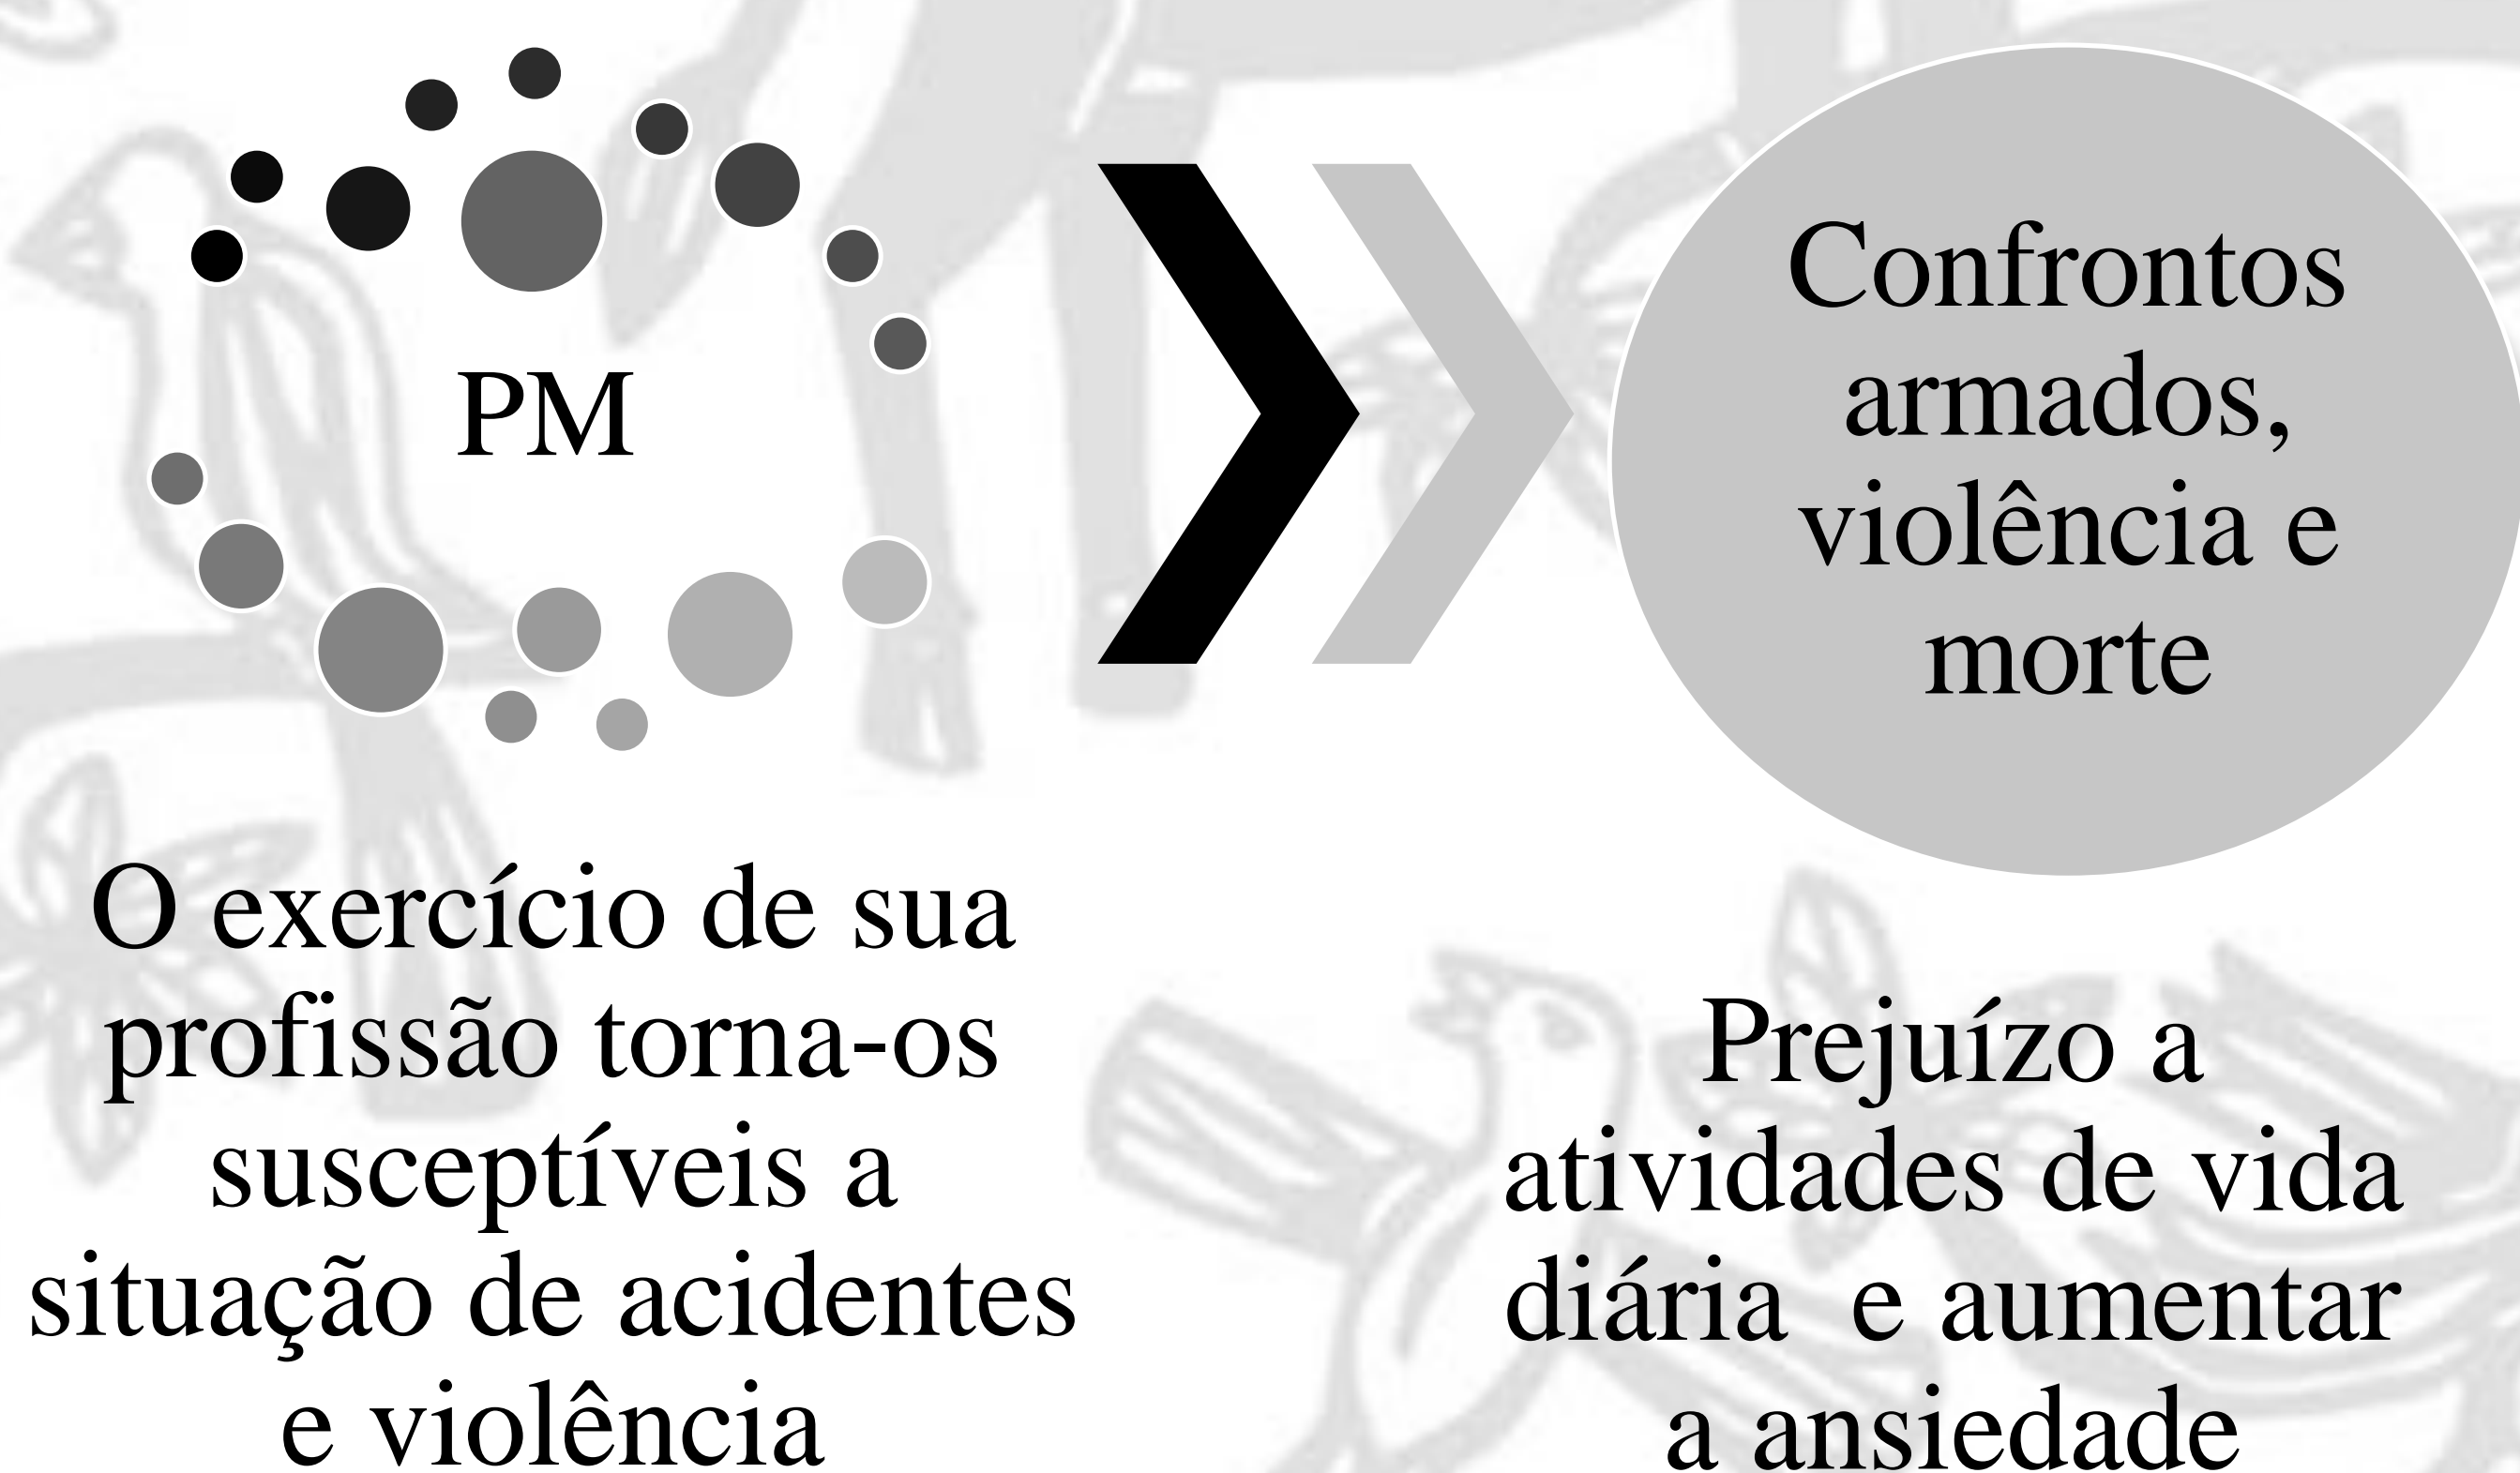 PM
Confrontos
armados,
violência e
morte
O exercício de sua
profissão torna-os
susceptíveis a
situação de acidentes
e violência
Prejuízo a
atividades de vida
diária  e aumentar
a ansiedade